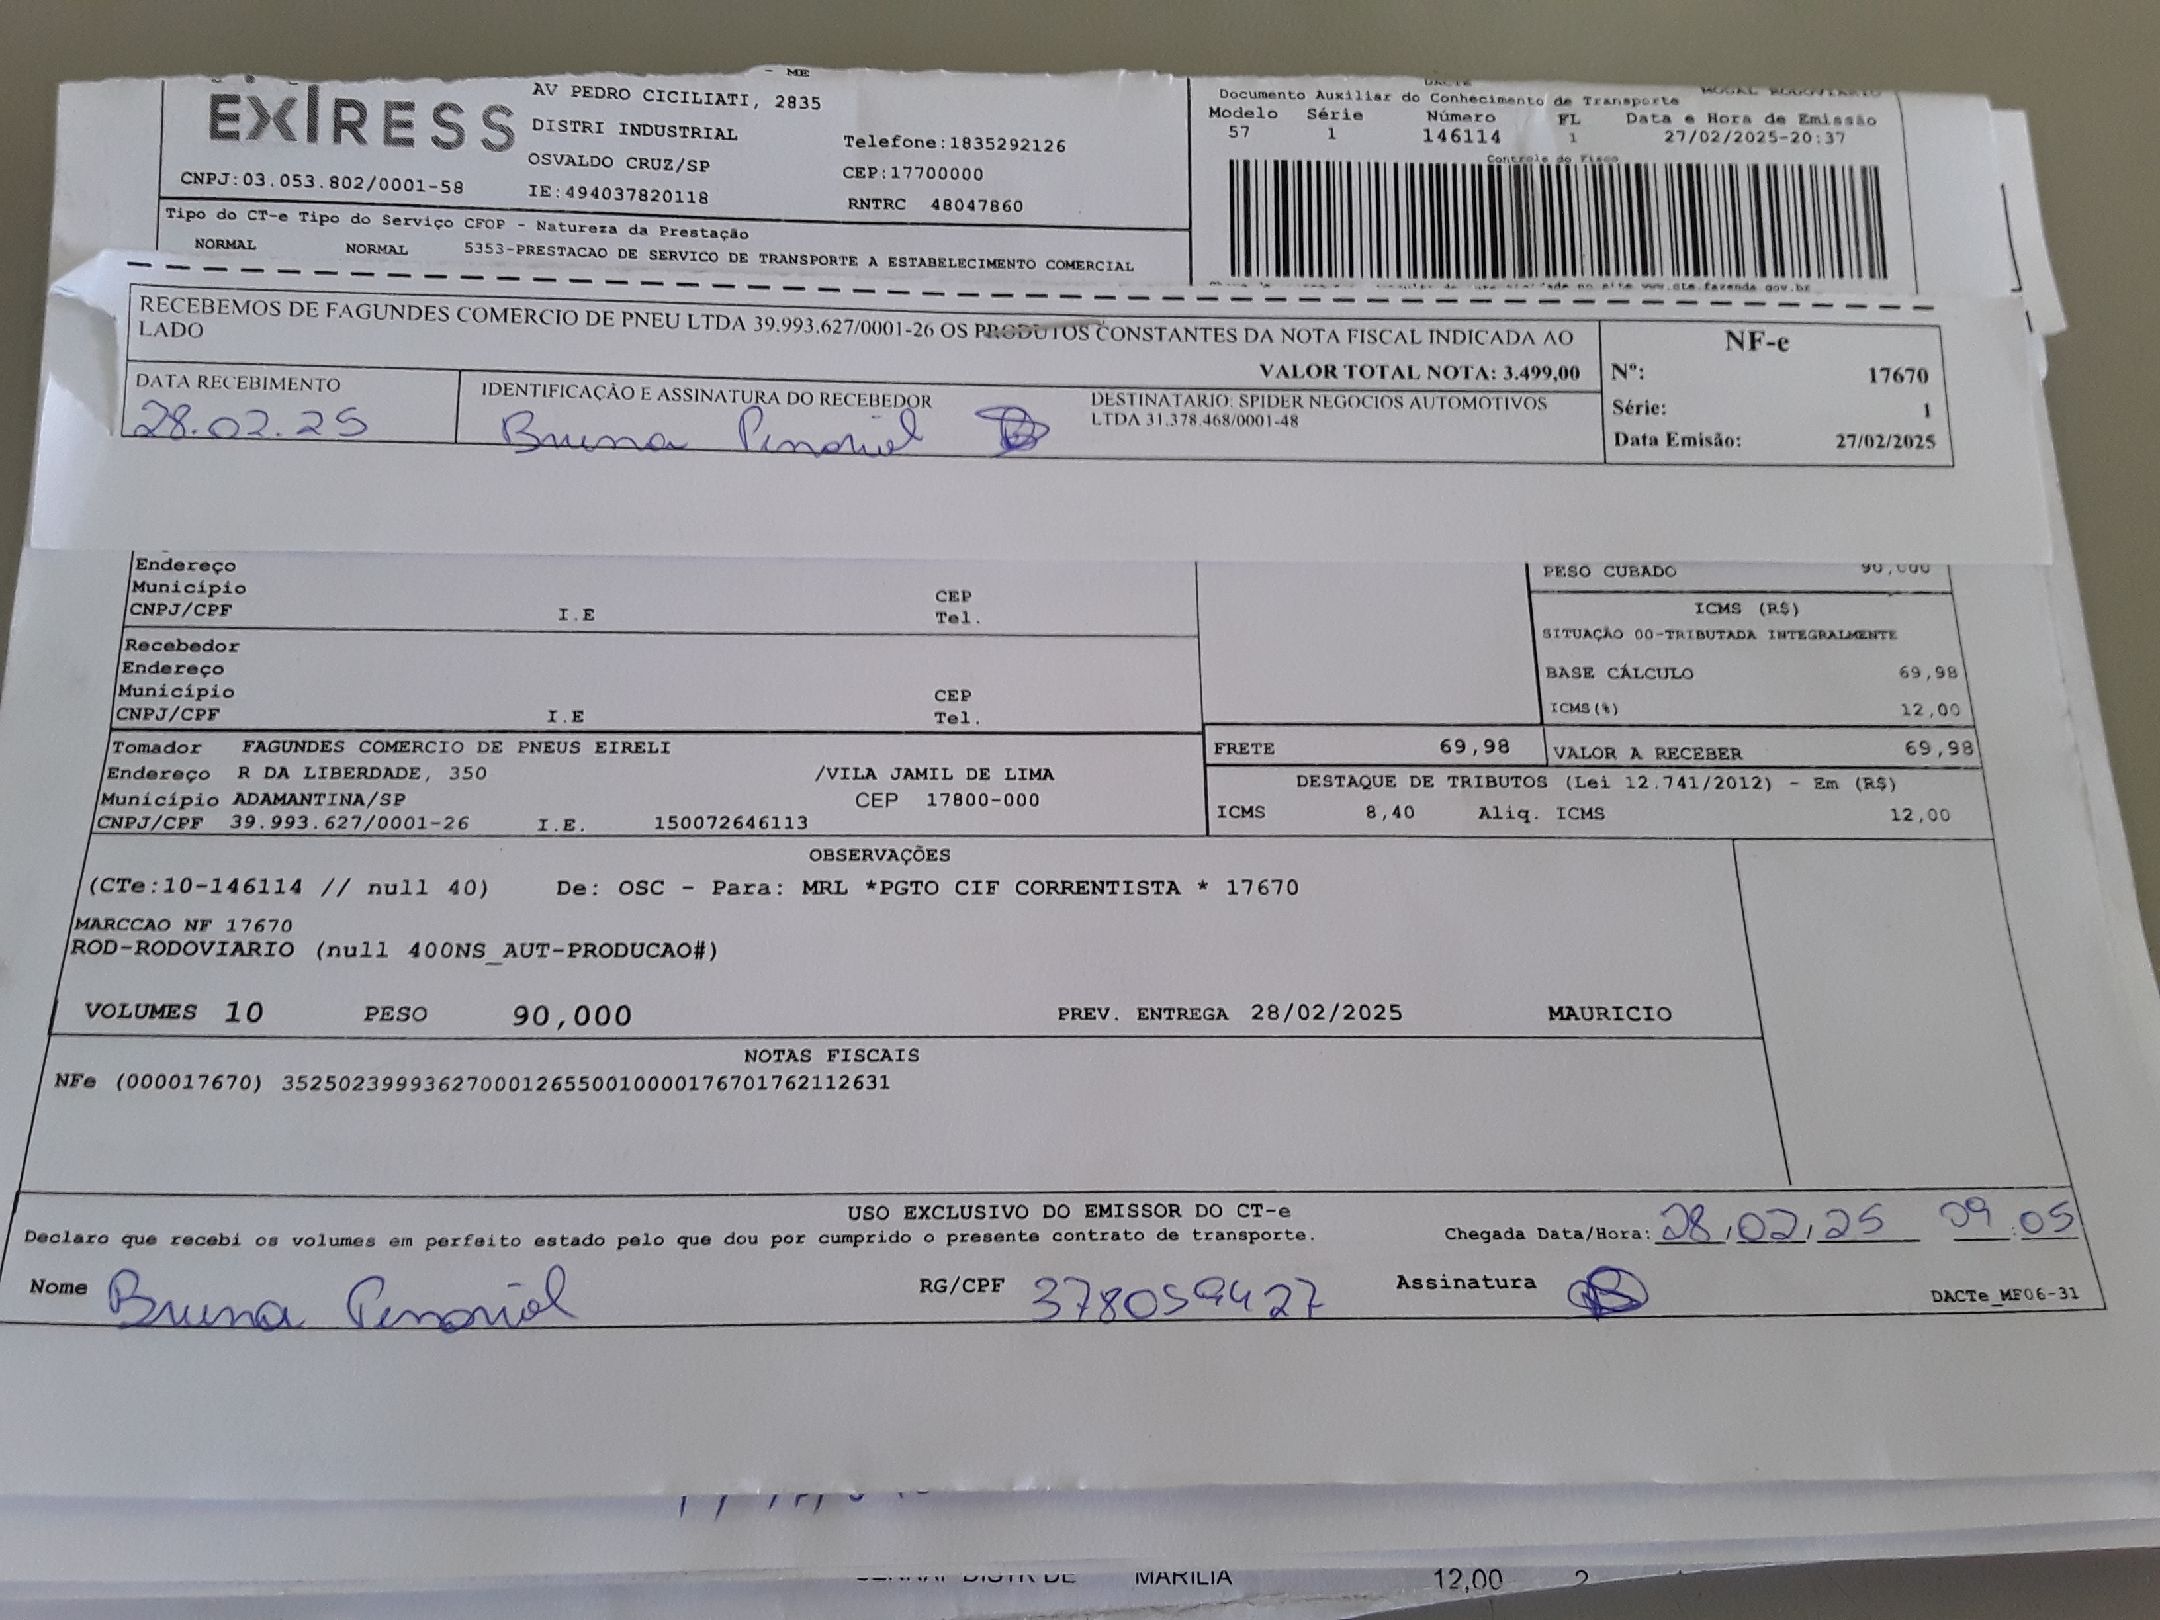 - ME
EXIRESS
AV PEDRO CICILIATI, 2835
DISTRI INDUSTRIAL
OSVALDO CRUZ/SP
Telefone:1835292126
CEP:17700000
CNPJ:03.053.802/0001-58
IE:494037820118
RNTRC 48047860
Tipo do CT-e Tipo do Serviço CFOP - Natureza da Prestação
NORMAL NORMAL 5353-PRESTACAO DE SERVICO DE TRANSPORTE A ESTABELECIMENTO COMERCIAL
DACTE
MODAL RODOVIARIO
Documento Auxiliar do Conhecimento de Transporte
Modelo Série Número FL Data e Hora de Emissão
57 1 146114 1 27/02/2025-20:37
Controle do Fisco
RECEBEMOS DE FAGUNDES COMERCIO DE PNEU LTDA 39.993.627/0001-26 OS PRODUTOS CONSTANTES DA NOTA FISCAL INDICADA AO
LADO
VALOR TOTAL NOTA: 3.499,00
DATA RECEBIMENTO
28.02.25
IDENTIFICAÇÃO E ASSINATURA DO RECEBEDOR
Bruna
DESTINATARIO: SPIDER NEGOCIOS AUTOMOTIVOS
LTDA 31.378.468/0001-48
NF-e
Nº: 17670
Série: 1
Data Emisão: 27/02/2025
Endereço
Município CEP
CNPJ/CPF I.E Tel.
Recebedor
Endereço
Município CEP
CNPJ/CPF I.E Tel.
PESO CUBADO 90,000
ICMS (R$)
SITUAÇÃO 00-TRIBUTADA INTEGRALMENTE
BASE CÁLCULO 69,98
ICMS(%) 12,00
FRETE 69,98 VALOR A RECEBER 69,98
Tomador FAGUNDES COMERCIO DE PNEUS EIRELI
Endereço R DA LIBERDADE, 350 /VILA JAMIL DE LIMA
Município ADAMANTINA/SP CEP 17800-000
CNPJ/CPF 39.993.627/0001-26 I.E. 150072646113
DESTAQUE DE TRIBUTOS (Lei 12.741/2012) - Em (R$)
ICMS 8,40 Aliq. ICMS 12,00
OBSERVAÇÕES
(CTe:10-146114 // null 40) De: OSC - Para: MRL *PGTO CIF CORRENTISTA * 17670
MARCCAO NF 17670
ROD-RODOVIARIO (null 400NS_AUT-PRODUCAO#)
VOLUMES 10 PESO 90,000 PREV. ENTREGA 28/02/2025 MAURICIO
NOTAS FISCAIS
NFe (000017670) 35250239993627000126550010000176701762112631
USO EXCLUSIVO DO EMISSOR DO CT-e
Declaro que recebi os volumes em perfeito estado pelo que dou por cumprido o presente contrato de transporte.
Chegada Data/Hora: 28/02/25 09:05
Nome Bruna RG/CPF 378059427 Assinatura
DACTe_MF06-31
MARILIA 12,00